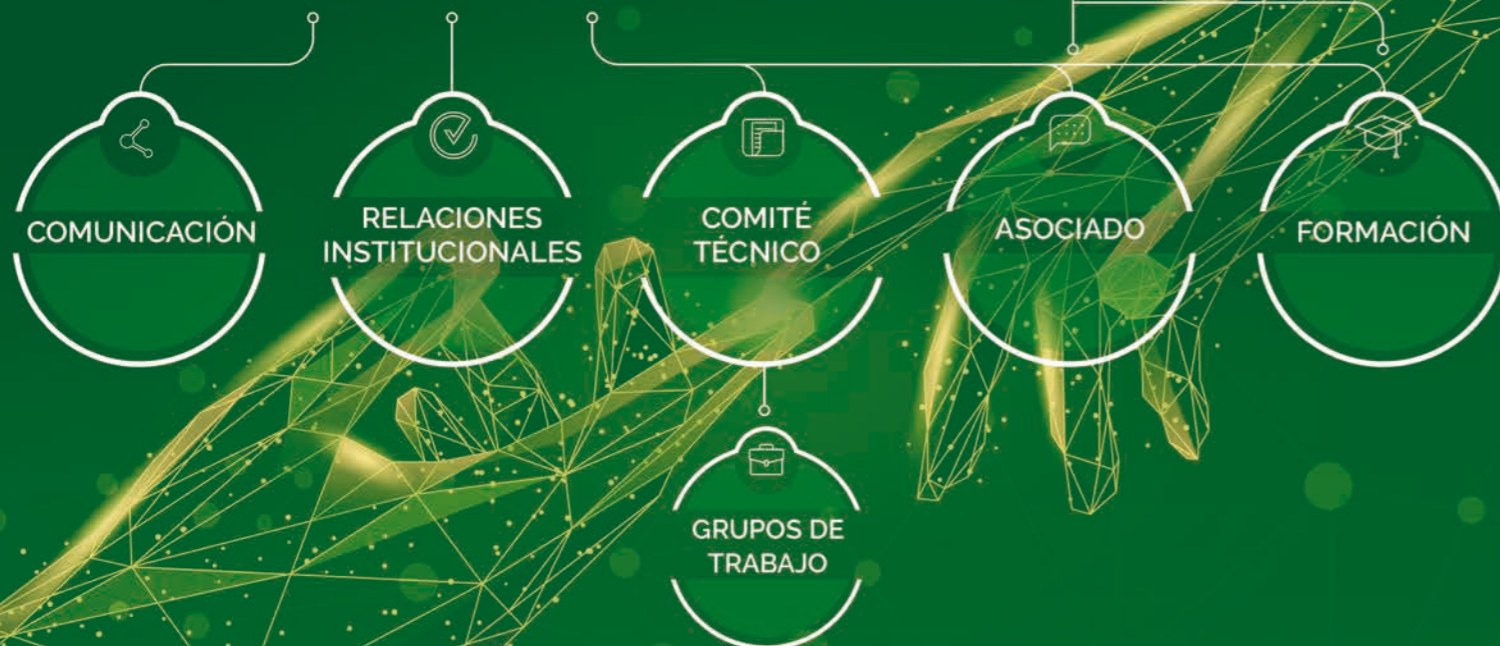 COMUNICACIÓN
RELACIONES
INSTITUCIONALES
COMITÉ
TÉCNICO
ASOCIADO
FORMACIÓN
GRUPOS DE
TRABAJO